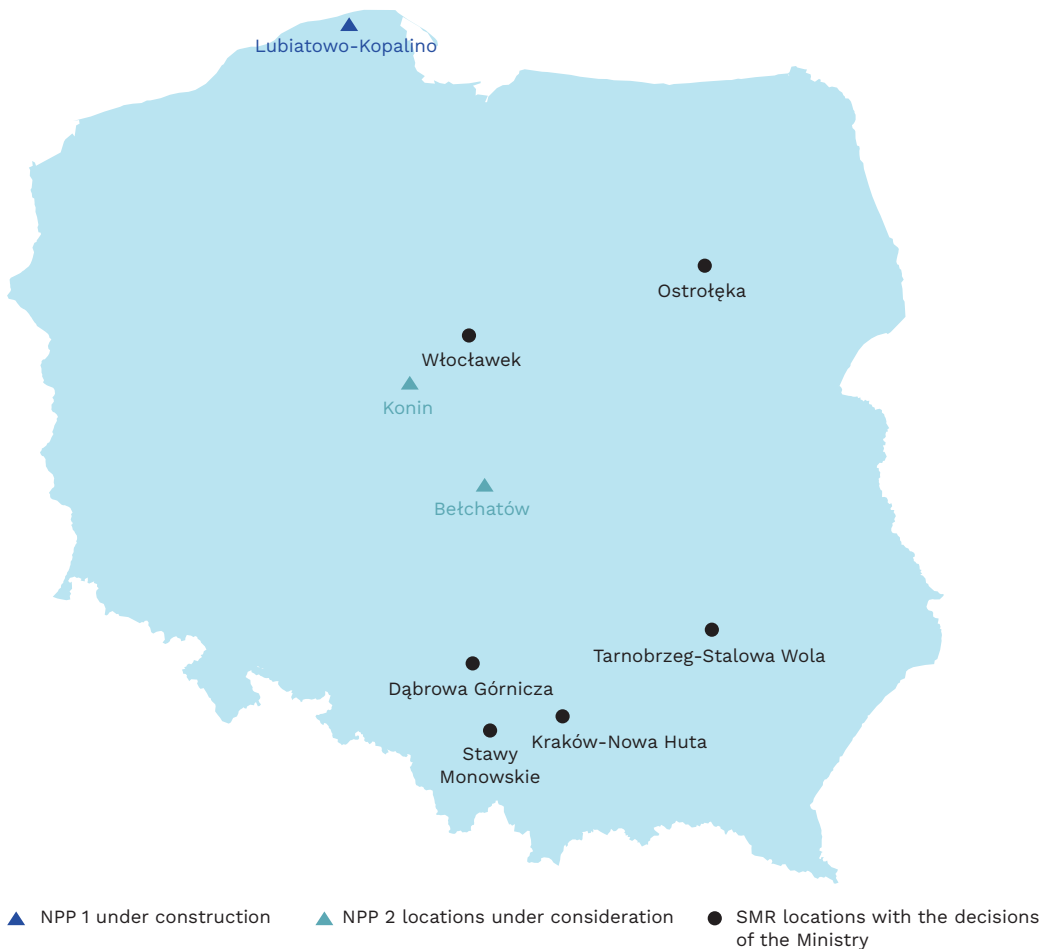 Lubiatowo-Kopalino
Ostrołęka
Włocławek
Konin
Bełchatów
Tarnobrzeg-Stalowa Wola
Dąbrowa Górnicza
Kraków-Nowa Huta
Stawy
Monowskie
NPP 1 under construction
NPP 2 locations under consideration
SMR locations with the decisions
of the Ministry